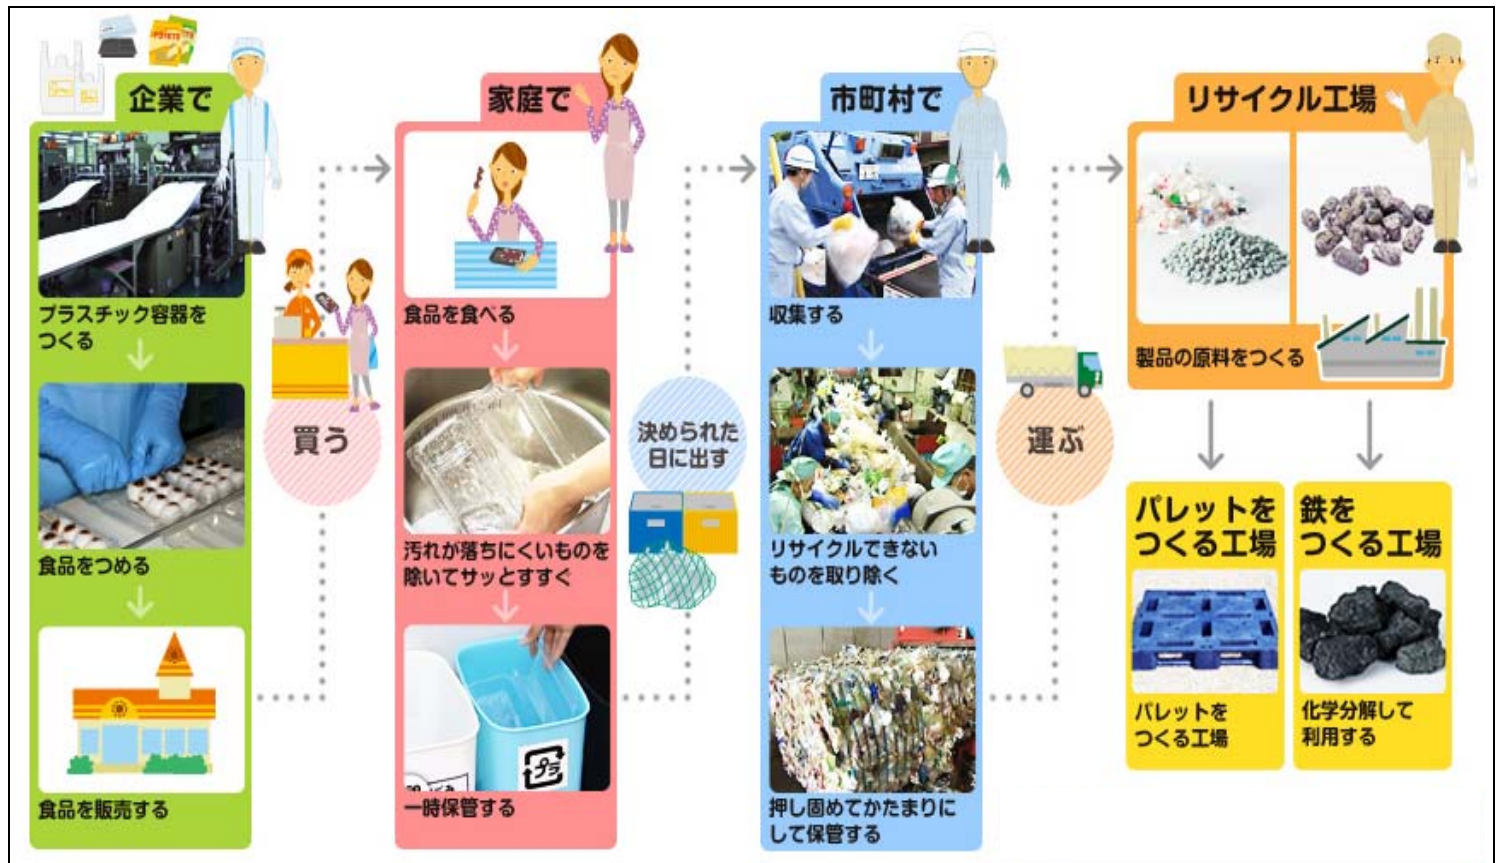 POTETO
企業で
プラスチック容器を
つくる
食品をつめる
食品を販売する
買う
家庭で
食品を食べる
汚れが落ちにくいものを
除いてサッとすすぐ
プラ
一時保管する
決められた
日に出す
市町村で
収集する
リサイクルできない
ものを取り除く
押し固めてかたまりに
して保管する
運ぶ
リサイクル工場
製品の原料をつくる
パレットを
つくる工場
パレットを
つくる工場
鉄を
つくる工場
化学分解して
利用する